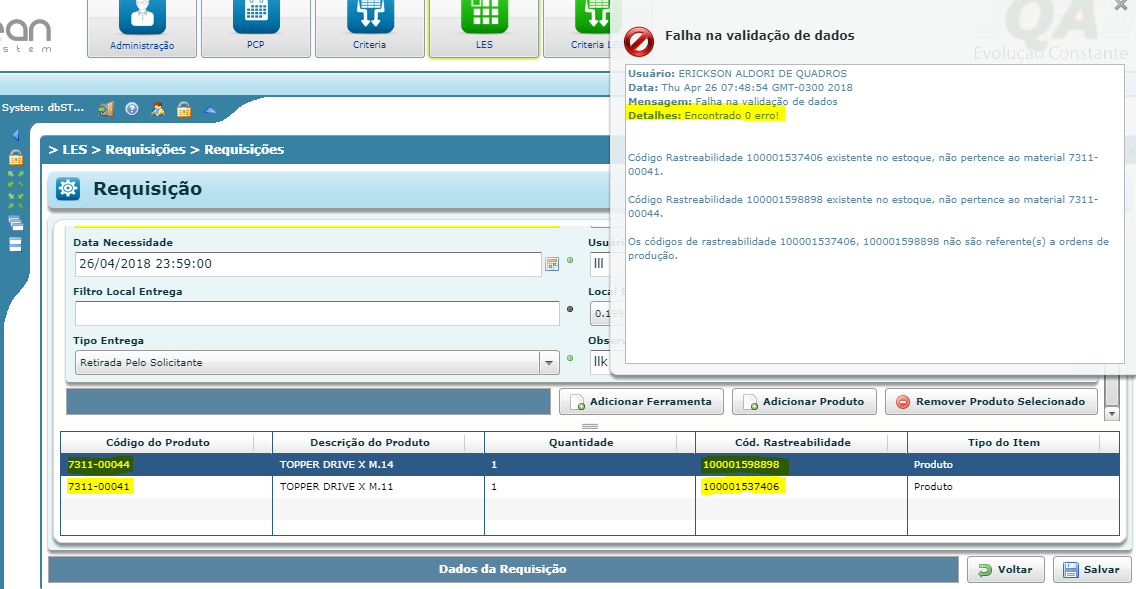 ean
s t e m
Administração
PCP
Criteria
LES
Criteria
QA
Evolução Constante
Falha na validação de dados
Usuário: ERICKSON ALDORI DE QUADROS
Data: Thu Apr 26 07:48:54 GMT-0300 2018
Mensagem: Falha na validação de dados
Detalhes: Encontrado 0 erro!
Código Rastreabilidade 100001537406 existente no estoque, não pertence ao material 7311-
00041.
Código Rastreabilidade 100001598898 existente no estoque, não pertence ao material 7311-
00044.
Os códigos de rastreabilidade 100001537406, 100001598898 não são referente(s) a ordens de
produção.
System: dbST...
> LES > Requisições > Requisições
Requisição
Data Necessidade
Usuári
26/04/2018 23:59:00
lll
Filtro Local Entrega
Local E
Tipo Entrega
Obser
Retirada Pelo Solicitante
llk
Adicionar Ferramenta
Adicionar Produto
Remover Produto Selecionado
Código do Produto Descrição do Produto Quantidade Cód. Rastreabilidade Tipo do Item
7311-00044 TOPPER DRIVE X M.14 1 100001598898 Produto
7311-00041 TOPPER DRIVE X M.11 1 100001537406 Produto
Dados da Requisição
Voltar
Salvar